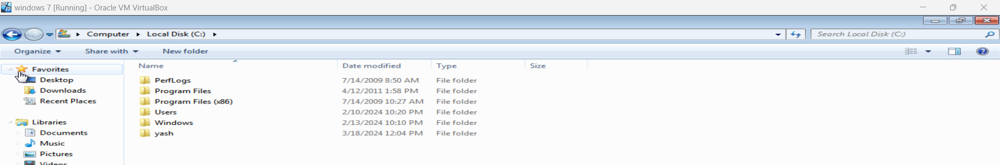 windows 7 [Running] - Oracle VM VirtualBox
Computer Local Disk (C:) Search Local Disk (C:)
Organize Share with New folder
Favorites
Desktop
Downloads
Recent Places
Libraries
Documents
Music
Pictures
Videos
Name Date modified Type Size
PerfLogs 7/14/2009 8:50 AM File folder
Program Files 4/12/2011 1:58 PM File folder
Program Files (x86) 7/14/2009 10:27 AM File folder
Users 2/10/2024 10:20 PM File folder
Windows 2/13/2024 10:10 PM File folder
yash 3/18/2024 12:04 PM File folder